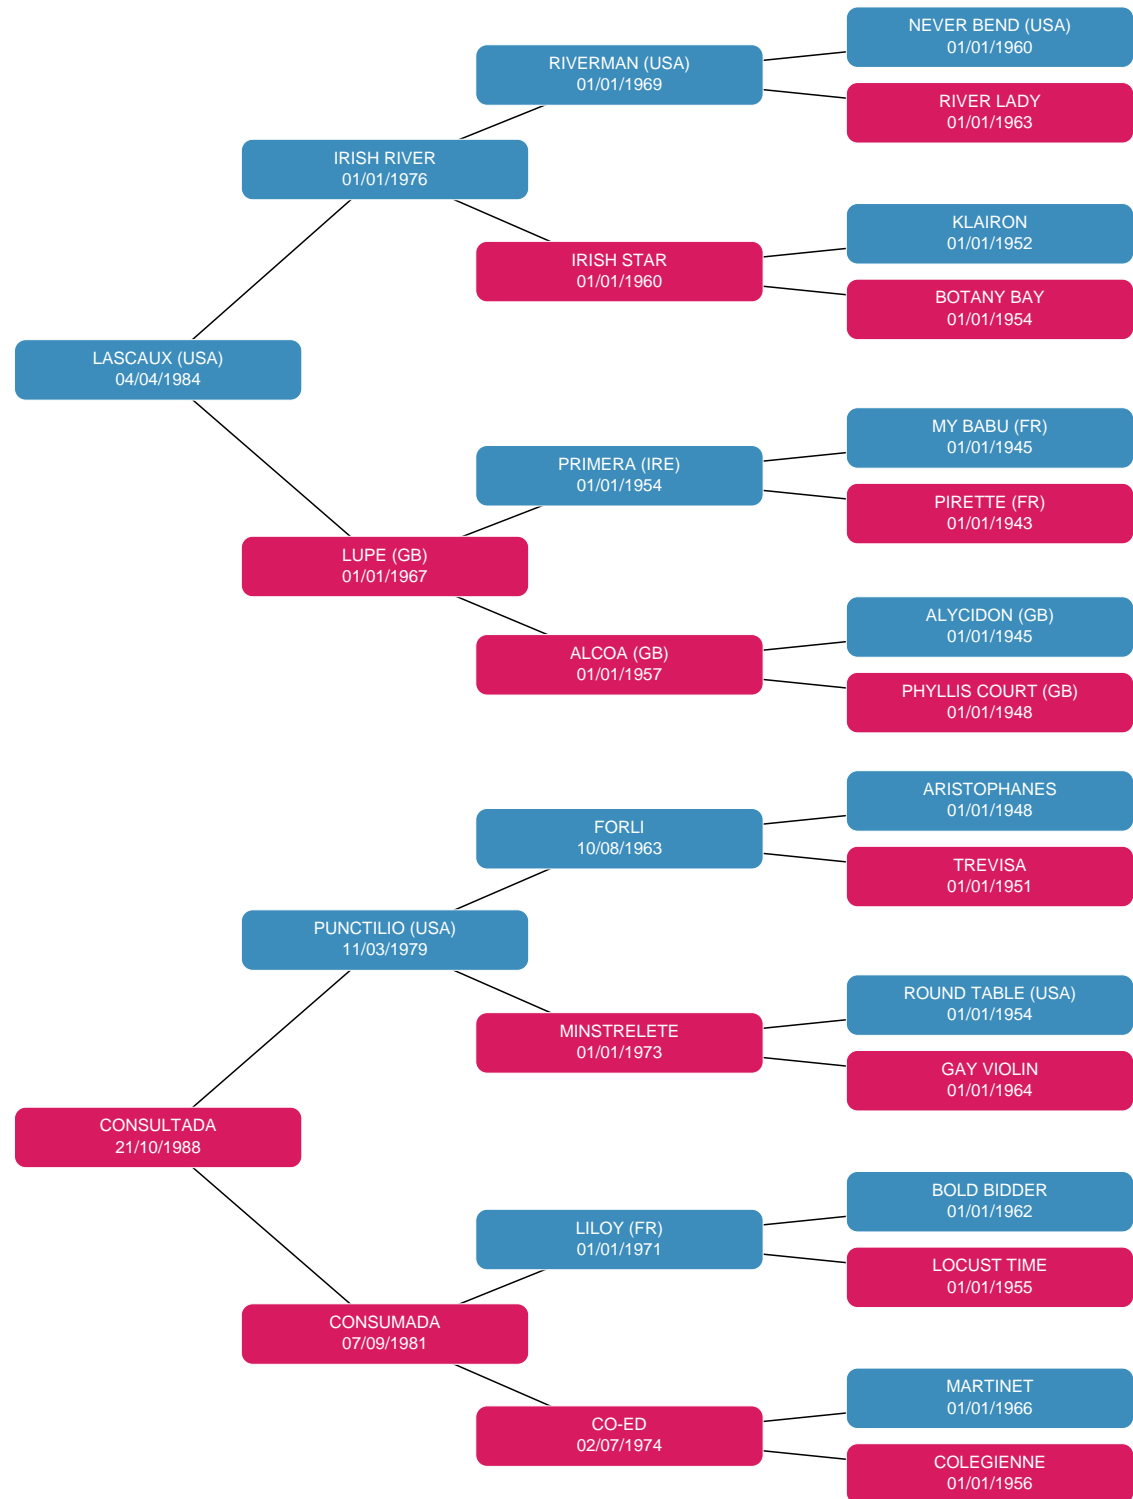 NEVER BEND (USA)
01/01/1960
RIVERMAN (USA)
01/01/1969
RIVER LADY
01/01/1963
IRISH RIVER
01/01/1976
KLAIRON
01/01/1952
IRISH STAR
01/01/1960
BOTANY BAY
01/01/1954
LASCAUX (USA)
04/04/1984
MY BABU (FR)
01/01/1945
PRIMERA (IRE)
01/01/1954
PIRETTE (FR)
01/01/1943
LUPE (GB)
01/01/1967
ALYCIDON (GB)
01/01/1945
ALCOA (GB)
01/01/1957
PHYLLIS COURT (GB)
01/01/1948
ARISTOPHANES
01/01/1948
FORLI
10/08/1963
TREVISA
01/01/1951
PUNCTILIO (USA)
11/03/1979
ROUND TABLE (USA)
01/01/1954
MINSTRELETE
01/01/1973
GAY VIOLIN
01/01/1964
CONSULTADA
21/10/1988
BOLD BIDDER
01/01/1962
LILOY (FR)
01/01/1971
LOCUST TIME
01/01/1955
CONSUMADA
07/09/1981
MARTINET
01/01/1966
CO-ED
02/07/1974
COLEGIENNE
01/01/1956